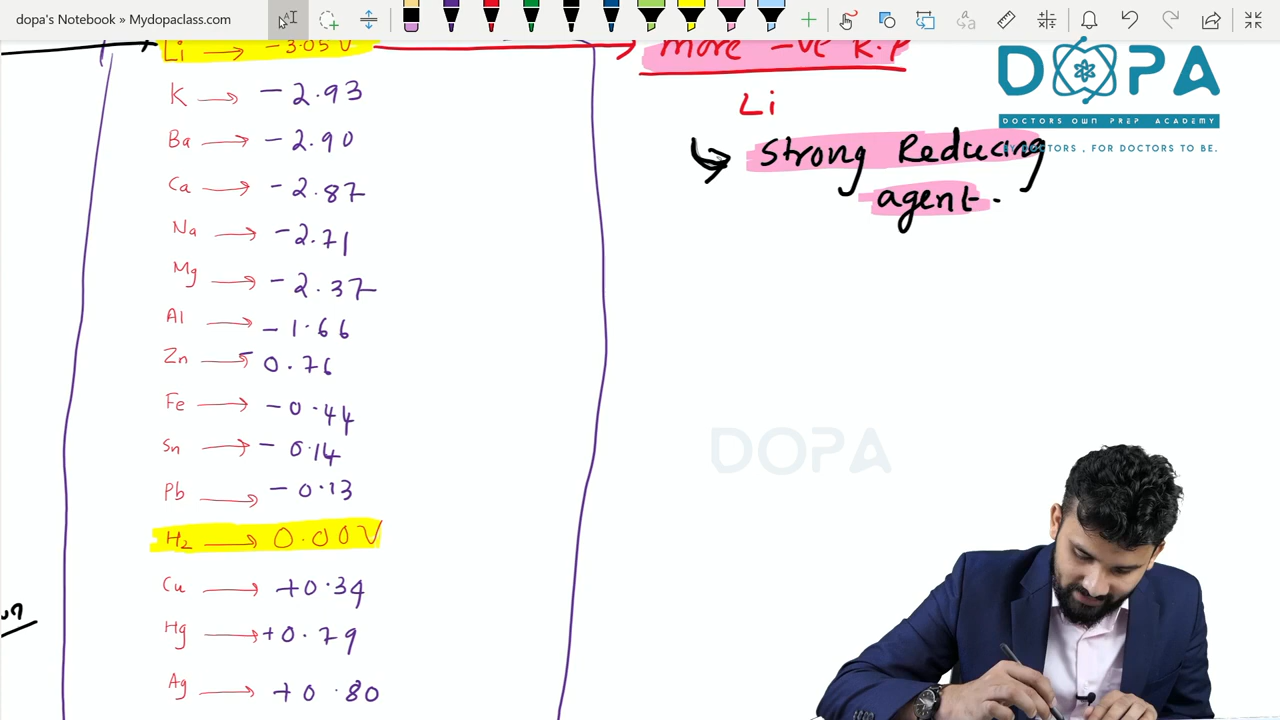 dopa's Notebook » Mydopaclass.com
Li → -3.05 V
more -ve R.P
K → -2.93
Li
Ba → -2.90
Strong Reducing
agent.
Ca → -2.87
Na → -2.71
Mg → -2.37
Al → -1.66
Zn → -0.76
Fe → -0.44
Sn → -0.14
Pb → -0.13
H₂ → 0.00V
Cu → +0.34
Hg → +0.79
Ag → +0.80
DOPA
DOCTORS OWN PREP ACADEMY
BY DOCTORS , FOR DOCTORS TO BE.
DOPA